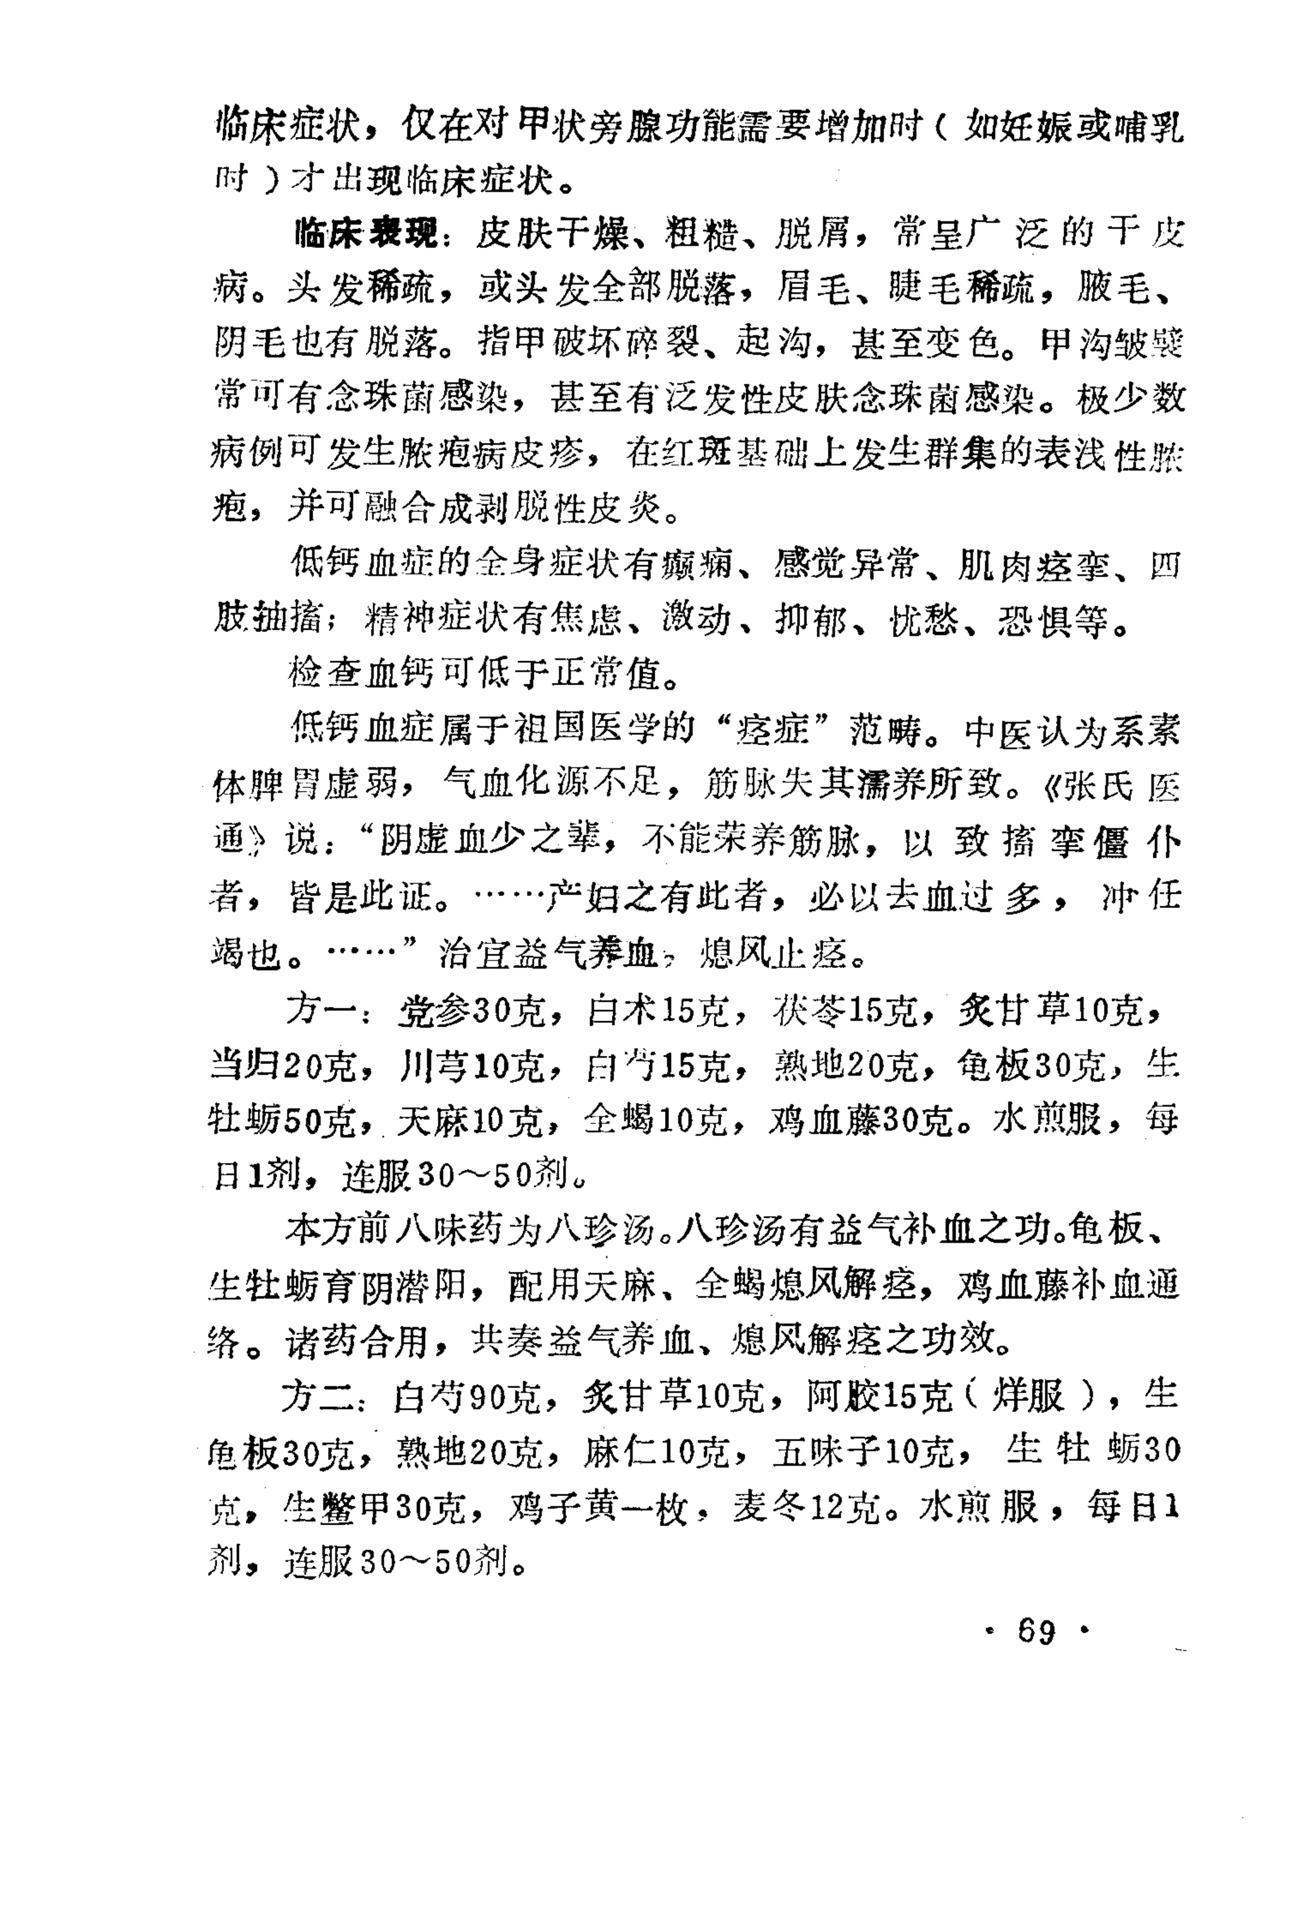 临床症状，仅在对甲状旁腺功能需要增加时（如妊娠或哺乳
时）才出现临床症状。
临床表现：皮肤干燥、粗糙、脱屑，常呈广泛的干皮
病。头发稀疏，或头发全部脱落，眉毛、睫毛稀疏，腋毛、
阴毛也有脱落。指甲破坏碎裂、起沟，甚至变色。甲沟皱襞
常可有念珠菌感染，甚至有泛发性皮肤念珠菌感染。极少数
病例可发生脓疱病皮疹，在红斑基础上发生群集的表浅性脓
疱，并可融合成剥脱性皮炎。
低钙血症的全身症状有癫痫、感觉异常、肌肉痉挛、四
肢抽搐；精神症状有焦虑、激动、抑郁、忧愁、恐惧等。
检查血钙可低于正常值。
低钙血症属于祖国医学的“痉症”范畴。中医认为系素
体脾胃虚弱，气血化源不足，筋脉失其濡养所致。《张氏医
通》说：“阴虚血少之辈，不能荣养筋脉，以致搐挛僵仆
者，皆是此证。……产妇之有此者，必以去血过多，冲任
竭也。……”治宜益气养血，熄风止痉。
方一：党参30克，白术15克，茯苓15克，炙甘草10克，
当归20克，川芎10克，白芍15克，熟地20克，龟板30克，生
牡蛎50克，天麻10克，全蝎10克，鸡血藤30克。水煎服，每
日1剂，连服30～50剂。
本方前八味药为八珍汤。八珍汤有益气补血之功。龟板、
生牡蛎育阴潜阳，配用天麻、全蝎熄风解痉，鸡血藤补血通
络。诸药合用，共奏益气养血、熄风解痉之功效。
方二：白芍90克，炙甘草10克，阿胶15克（烊服），生
龟板30克，熟地20克，麻仁10克，五味子10克，生牡蛎30
克，生鳖甲30克，鸡子黄一枚，麦冬12克。水煎服，每日1
剂，连服30～50剂。
·69·